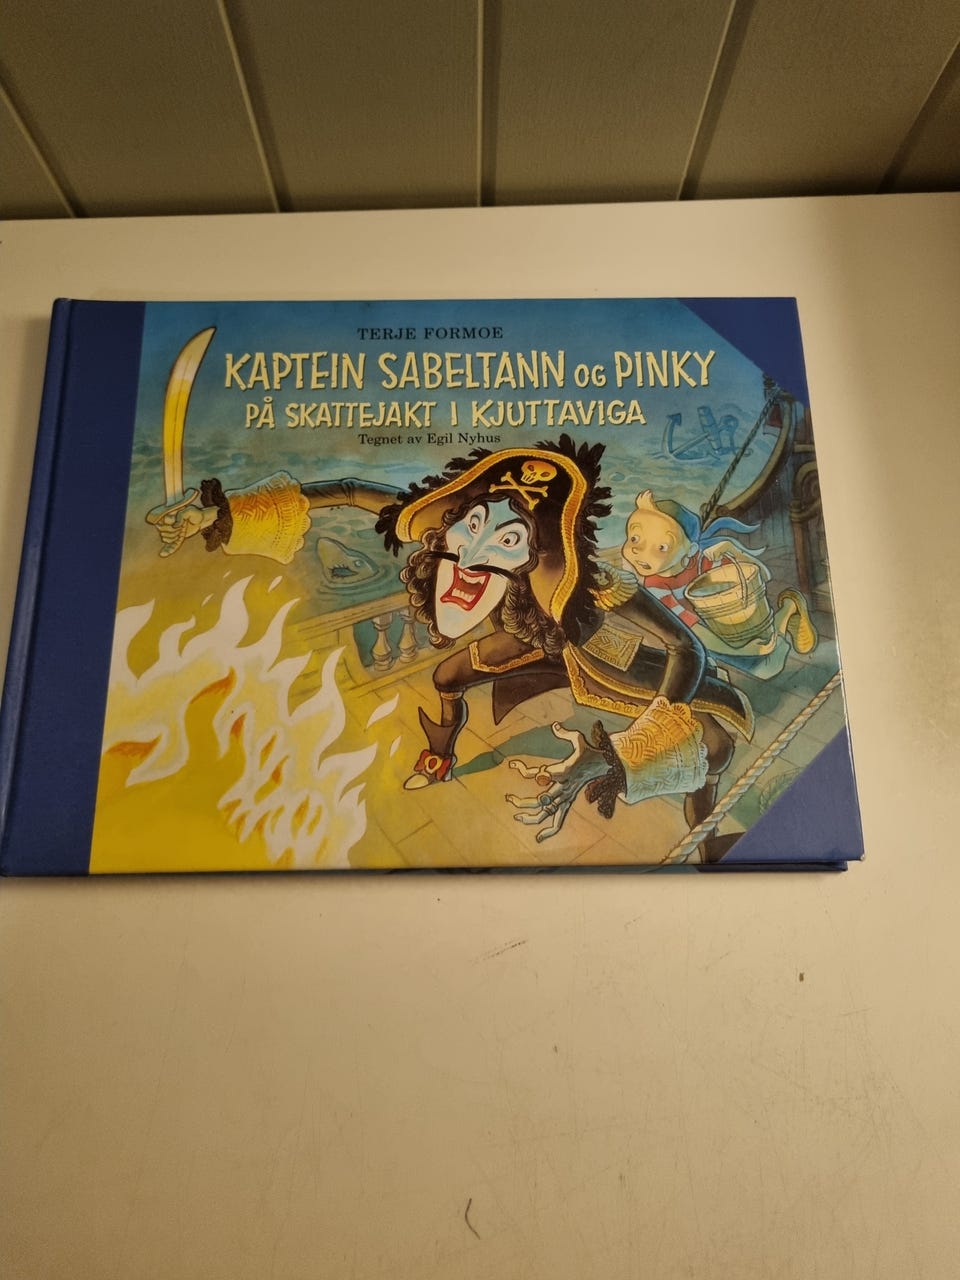 TERJE FORMOE
KAPTEIN SABELTANN OG PINKY
PÅ SKATTEJAKT I KJUTTAVIGA
Tegnet av Egil Nyhus